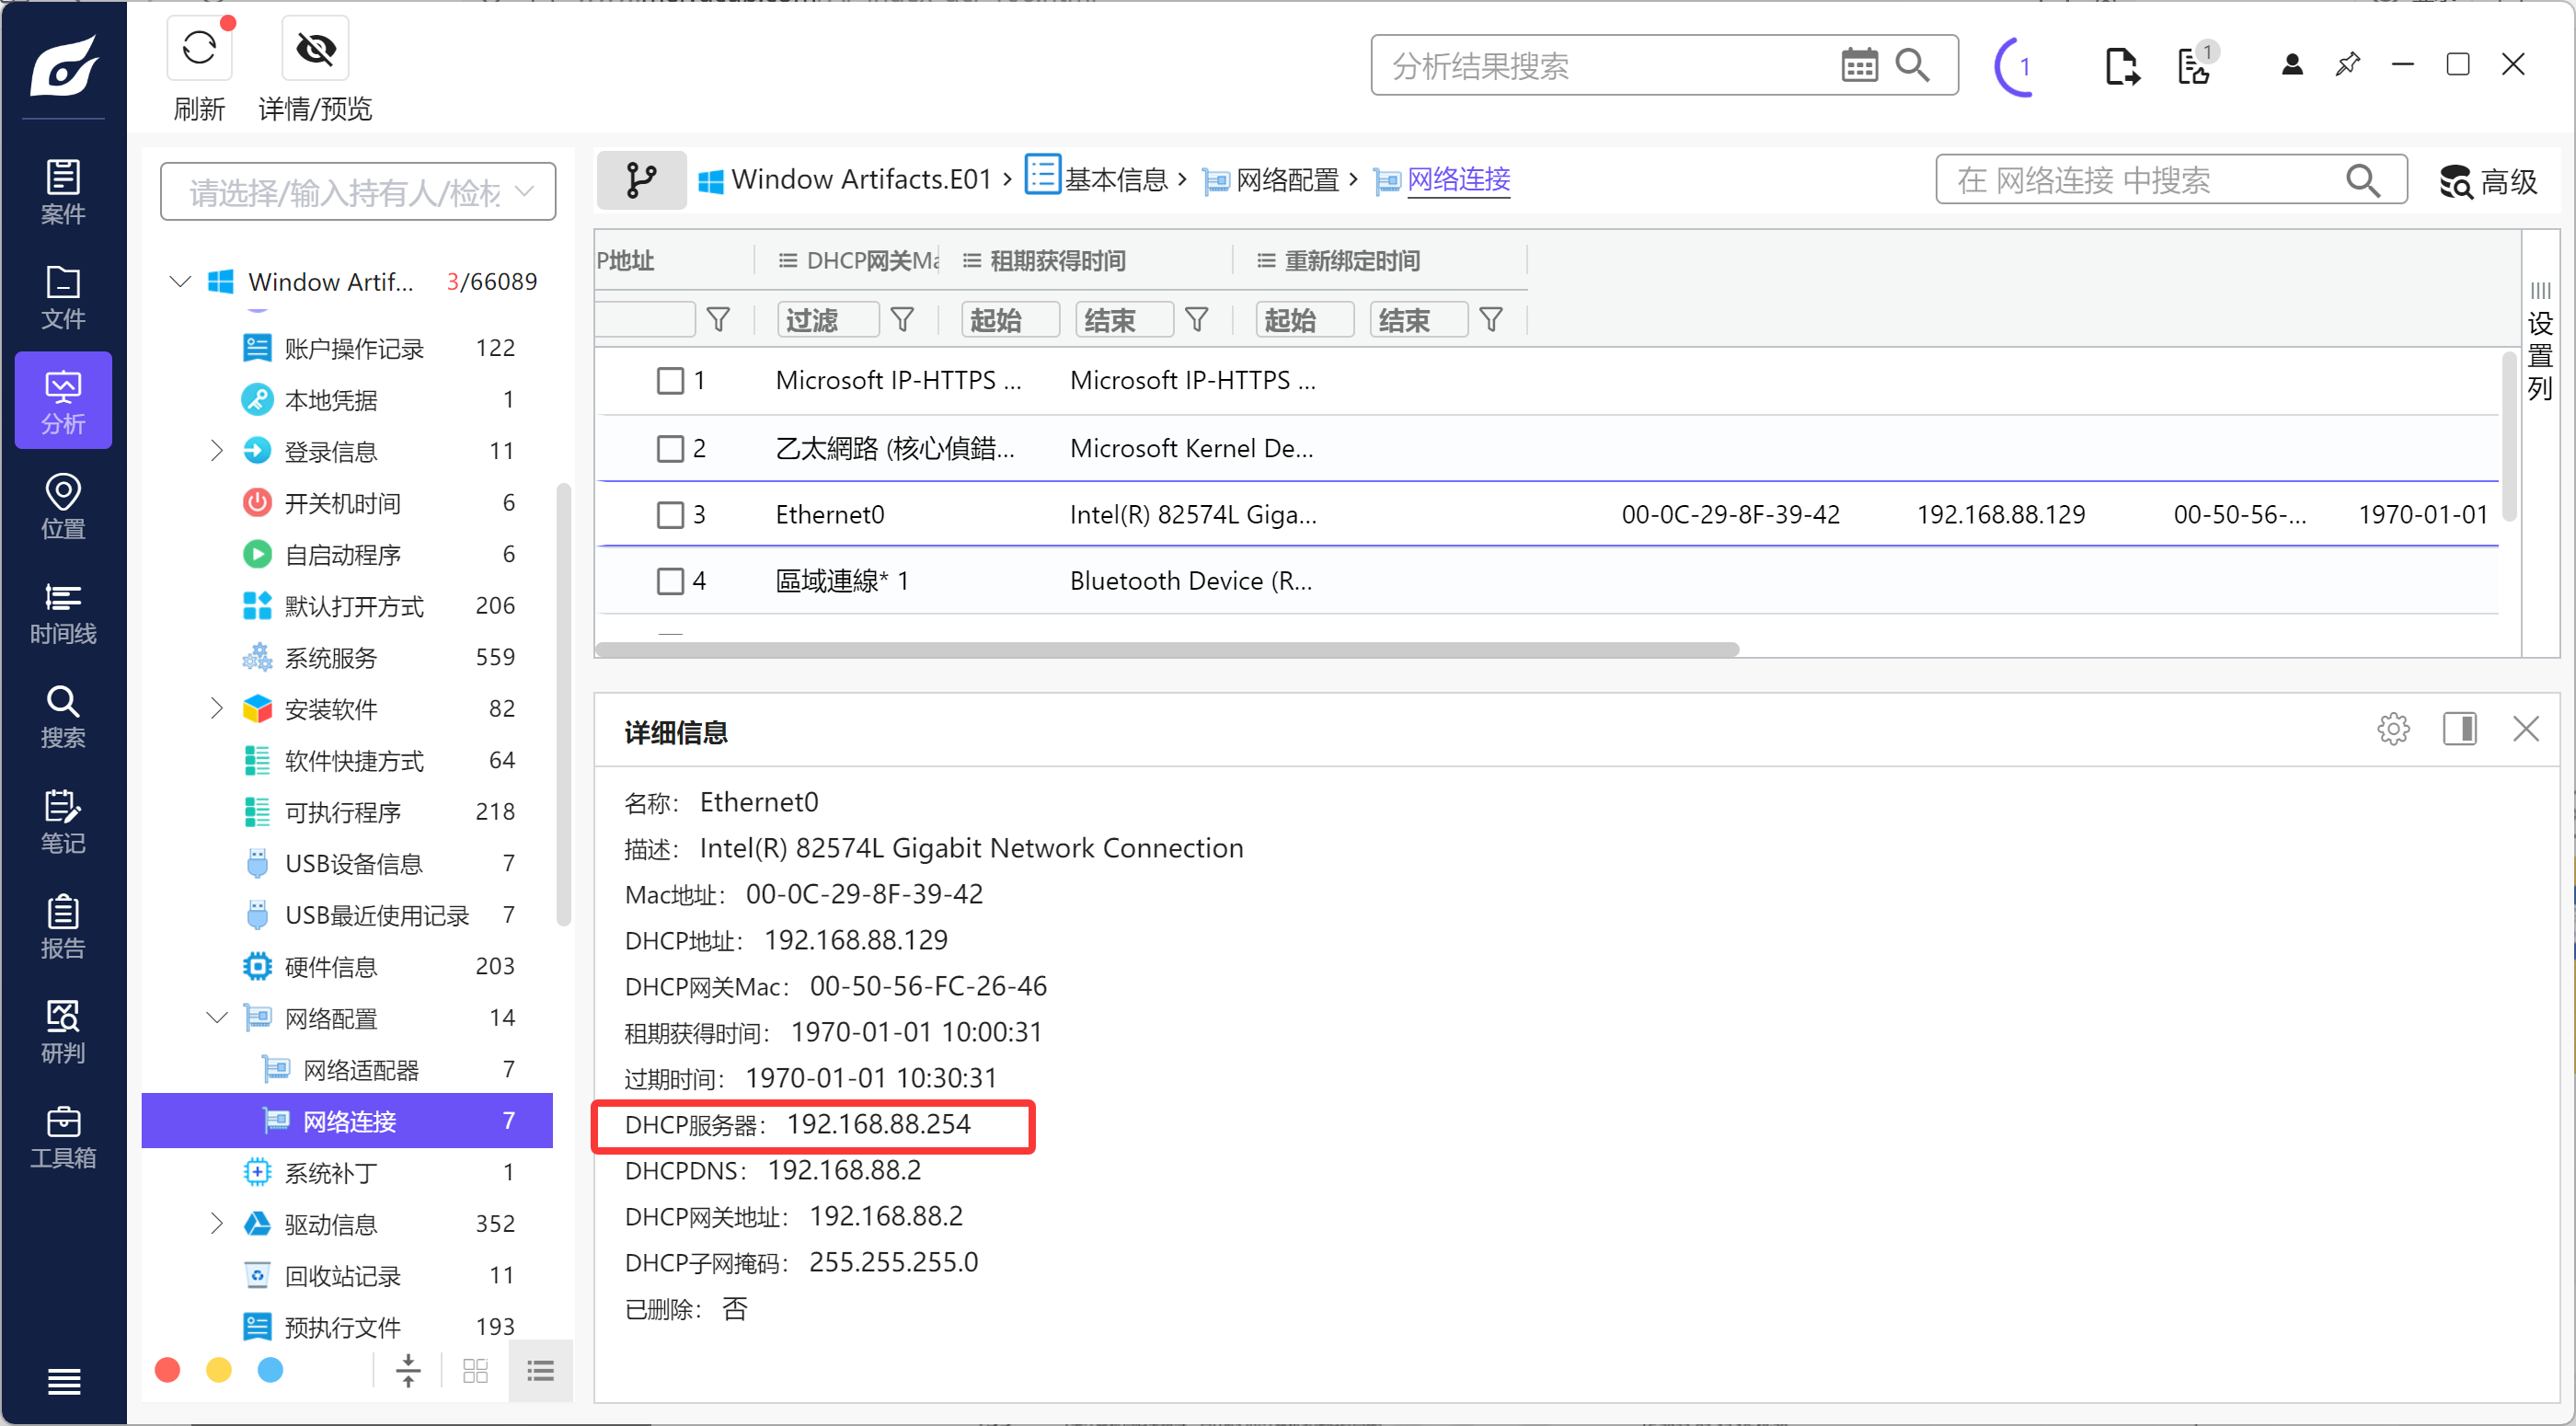 刷新
详情/预览
分析结果搜索
1
1
案件
文件
分析
位置
时间线
搜索
笔记
报告
研判
工具箱
请选择/输入持有人/检材
Window Artif... 3/66089
账户操作记录 122
本地凭据 1
登录信息 11
开关机时间 6
自启动程序 6
默认打开方式 206
系统服务 559
安装软件 82
软件快捷方式 64
可执行程序 218
USB设备信息 7
USB最近使用记录 7
硬件信息 203
网络配置 14
网络适配器 7
网络连接 7
系统补丁 1
驱动信息 352
回收站记录 11
预执行文件 193
Window Artifacts.E01 › 基本信息 › 网络配置 › 网络连接
在 网络连接 中搜索
高级
P地址 DHCP网关Ma 租期获得时间 重新绑定时间
过滤 起始 结束 起始 结束
设置列
1 Microsoft IP-HTTPS ... Microsoft IP-HTTPS ...
2 乙太網路 (核心偵錯... Microsoft Kernel De...
3 Ethernet0 Intel(R) 82574L Giga... 00-0C-29-8F-39-42 192.168.88.129 00-50-56-... 1970-01-01
4 區域連線* 1 Bluetooth Device (R...
详细信息
名称： Ethernet0
描述： Intel(R) 82574L Gigabit Network Connection
Mac地址： 00-0C-29-8F-39-42
DHCP地址： 192.168.88.129
DHCP网关Mac： 00-50-56-FC-26-46
租期获得时间： 1970-01-01 10:00:31
过期时间： 1970-01-01 10:30:31
DHCP服务器： 192.168.88.254
DHCPDNS： 192.168.88.2
DHCP网关地址： 192.168.88.2
DHCP子网掩码： 255.255.255.0
已删除： 否